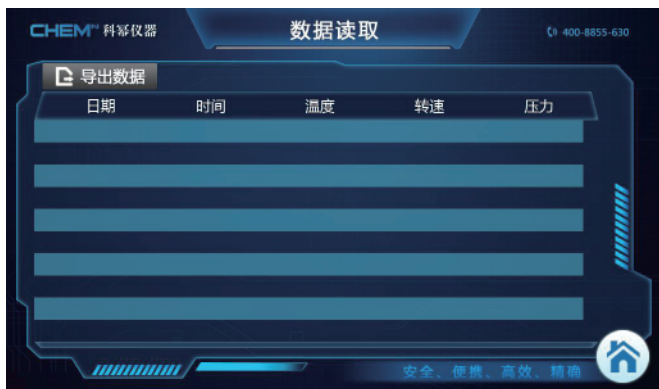 CHEMᴺ 科幂仪器
数据读取
400-8855-630
导出数据
日期 时间 温度 转速 压力
安全、便携、高效、精确